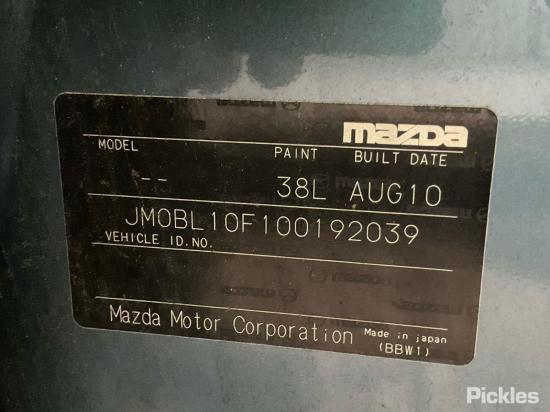 mazda
MODEL PAINT BUILT DATE
-- 38L AUG10
JM0BL10F100192039
VEHICLE ID.NO.
Mazda Motor Corporation Made in japan
(BBW1)
Pickles